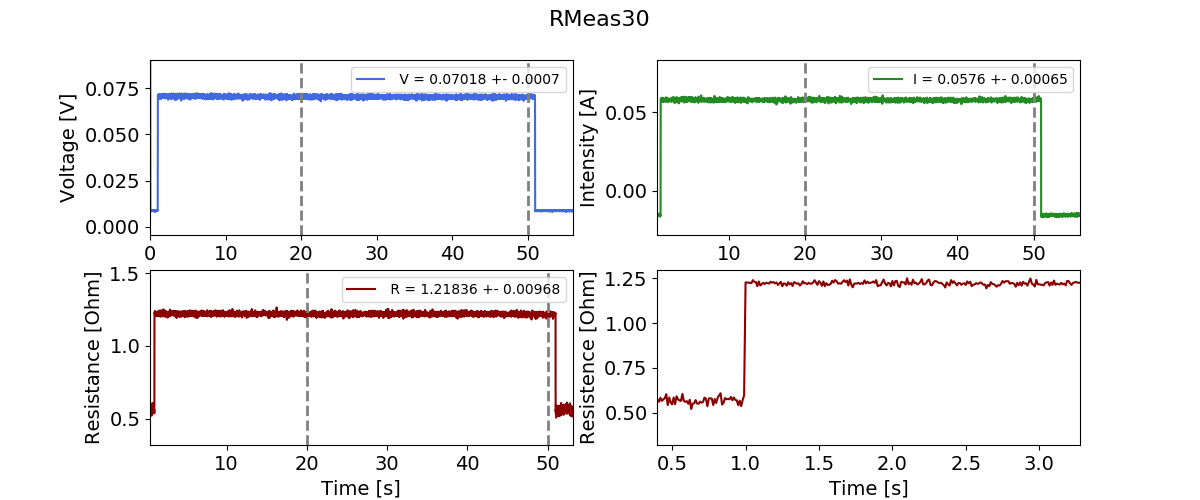 RMeas30
Voltage [V]
0.075
0.050
0.025
0.000
V = 0.07018 +- 0.0007
0 10 20 30 40 50
Intensity [A]
0.05
0.00
I = 0.0576 +- 0.00065
10 20 30 40 50
Resistance [Ohm]
1.5
1.0
0.5
R = 1.21836 +- 0.00968
10 20 30 40 50
Time [s]
Resistence [Ohm]
1.25
1.00
0.75
0.50
0.5 1.0 1.5 2.0 2.5 3.0
Time [s]